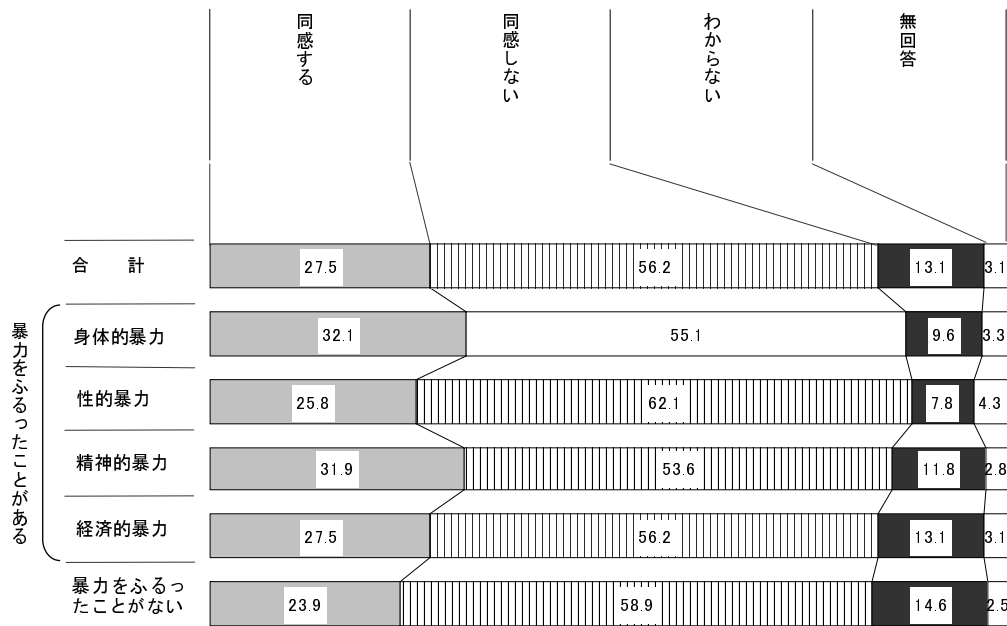 同感する
同感しない
わからない
無回答
合　計
27.5
56.2
13.1
3.1
暴力をふるったことがある
身体的暴力
32.1
55.1
9.6
3.3
性的暴力
25.8
62.1
7.8
4.3
精神的暴力
31.9
53.6
11.8
2.8
経済的暴力
27.5
56.2
13.1
3.1
暴力をふるっ
たことがない
23.9
58.9
14.6
2.5